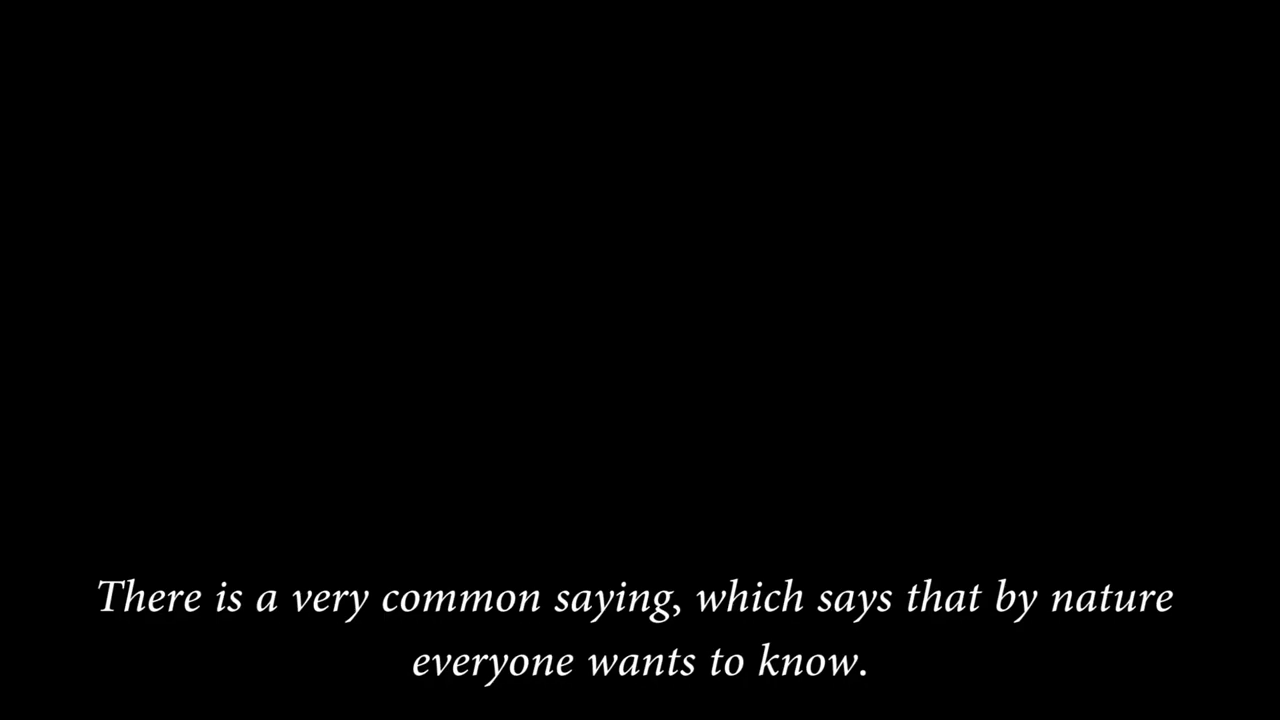 There is a very common saying, which says that by nature
everyone wants to know.